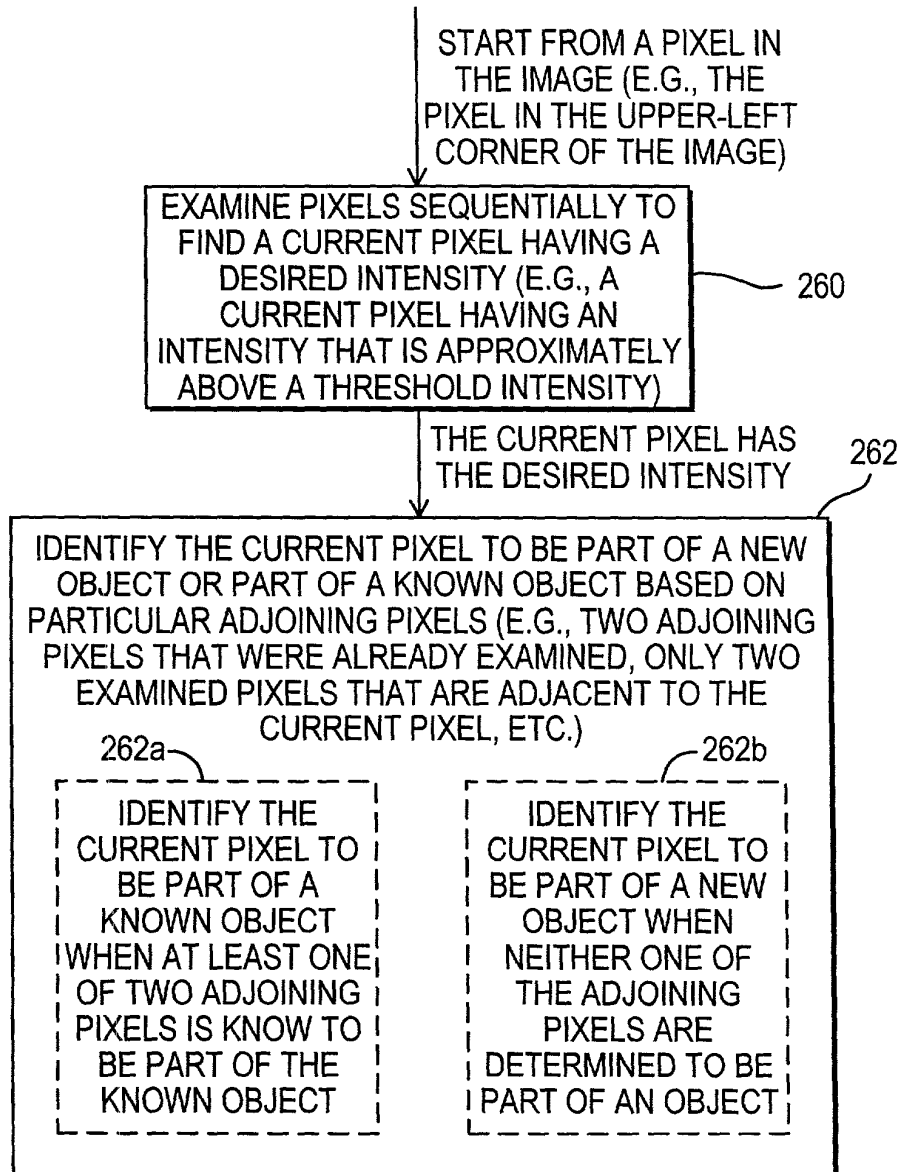 START FROM A PIXEL IN
THE IMAGE (E.G., THE
PIXEL IN THE UPPER-LEFT
CORNER OF THE IMAGE)
EXAMINE PIXELS SEQUENTIALLY TO
FIND A CURRENT PIXEL HAVING A
DESIRED INTENSITY (E.G., A
CURRENT PIXEL HAVING AN
INTENSITY THAT IS APPROXIMATELY
ABOVE A THRESHOLD INTENSITY)
260
THE CURRENT PIXEL HAS
THE DESIRED INTENSITY
262
IDENTIFY THE CURRENT PIXEL TO BE PART OF A NEW
OBJECT OR PART OF A KNOWN OBJECT BASED ON
PARTICULAR ADJOINING PIXELS (E.G., TWO ADJOINING
PIXELS THAT WERE ALREADY EXAMINED, ONLY TWO
EXAMINED PIXELS THAT ARE ADJACENT TO THE
CURRENT PIXEL, ETC.)
262a
IDENTIFY THE
CURRENT PIXEL TO
BE PART OF A
KNOWN OBJECT
WHEN AT LEAST ONE
OF TWO ADJOINING
PIXELS IS KNOW TO
BE PART OF THE
KNOWN OBJECT
262b
IDENTIFY THE
CURRENT PIXEL TO
BE PART OF A NEW
OBJECT WHEN
NEITHER ONE OF
THE ADJOINING
PIXELS ARE
DETERMINED TO BE
PART OF AN OBJECT